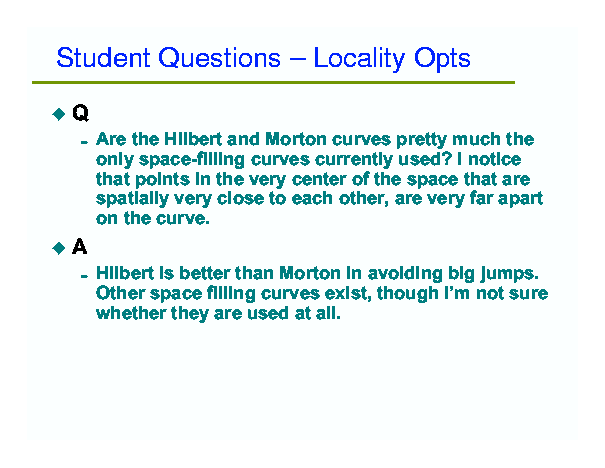 Student Questions – Locality Opts
Q
Are the Hilbert and Morton curves pretty much the
only space-filling curves currently used? I notice
that points in the very center of the space that are
spatially very close to each other, are very far apart
on the curve.
A
Hilbert is better than Morton in avoiding big jumps.
Other space filling curves exist, though I'm not sure
whether they are used at all.